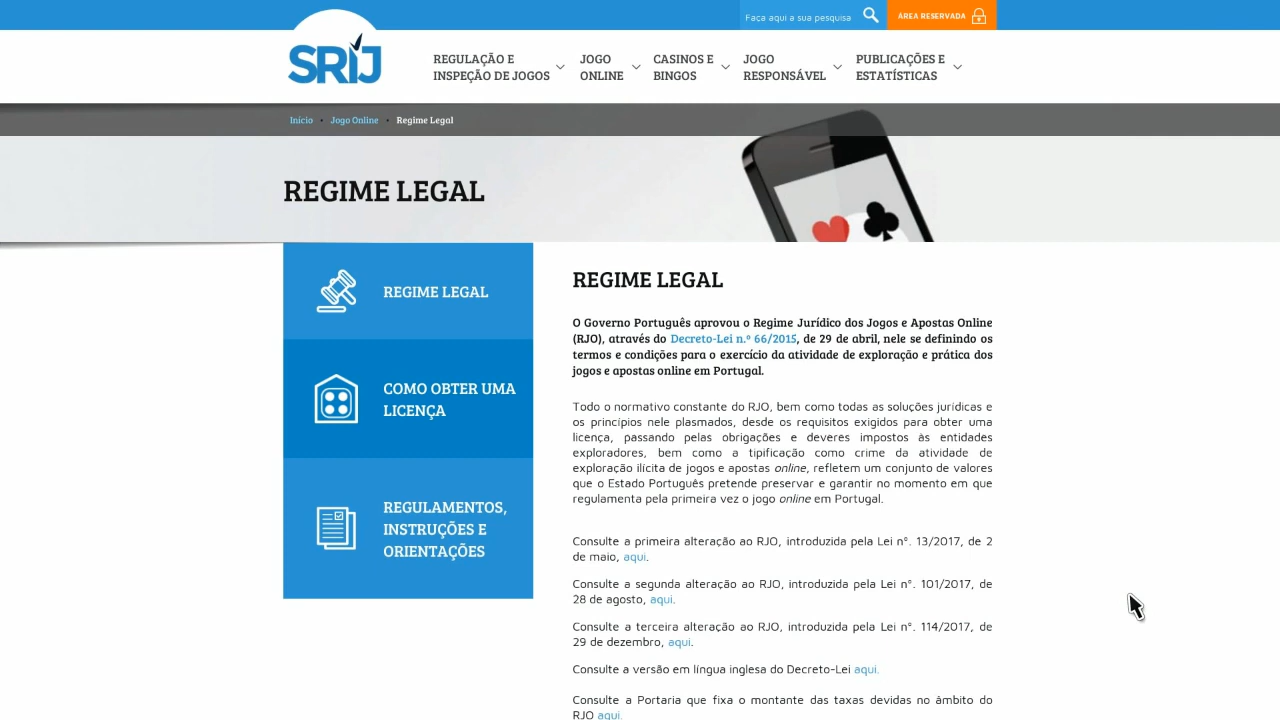 Faça aqui a sua pesquisa
ÁREA RESERVADA
SRIJ
REGULAÇÃO E
INSPEÇÃO DE JOGOS
JOGO
ONLINE
CASINOS E
BINGOS
JOGO
RESPONSÁVEL
PUBLICAÇÕES E
ESTATÍSTICAS
Início • Jogo Online • Regime Legal
REGIME LEGAL
REGIME LEGAL
COMO OBTER UMA
LICENÇA
REGULAMENTOS,
INSTRUÇÕES E
ORIENTAÇÕES
REGIME LEGAL
O Governo Português aprovou o Regime Jurídico dos Jogos e Apostas Online
(RJO), através do Decreto-Lei n.º 66/2015, de 29 de abril, nele se definindo os
termos e condições para o exercício da atividade de exploração e prática dos
jogos e apostas online em Portugal.
Todo o normativo constante do RJO, bem como todas as soluções jurídicas e
os princípios nele plasmados, desde os requisitos exigidos para obter uma
licença, passando pelas obrigações e deveres impostos às entidades
exploradores, bem como a tipificação como crime da atividade de
exploração ilícita de jogos e apostas online, refletem um conjunto de valores
que o Estado Português pretende preservar e garantir no momento em que
regulamenta pela primeira vez o jogo online em Portugal.
Consulte a primeira alteração ao RJO, introduzida pela Lei n°. 13/2017, de 2
de maio, aqui.
Consulte a segunda alteração ao RJO, introduzida pela Lei n°. 101/2017, de
28 de agosto, aqui.
Consulte a terceira alteração ao RJO, introduzida pela Lei n°. 114/2017, de
29 de dezembro, aqui.
Consulte a versão em língua inglesa do Decreto-Lei aqui.
Consulte a Portaria que fixa o montante das taxas devidas no âmbito do
RJO aqui.